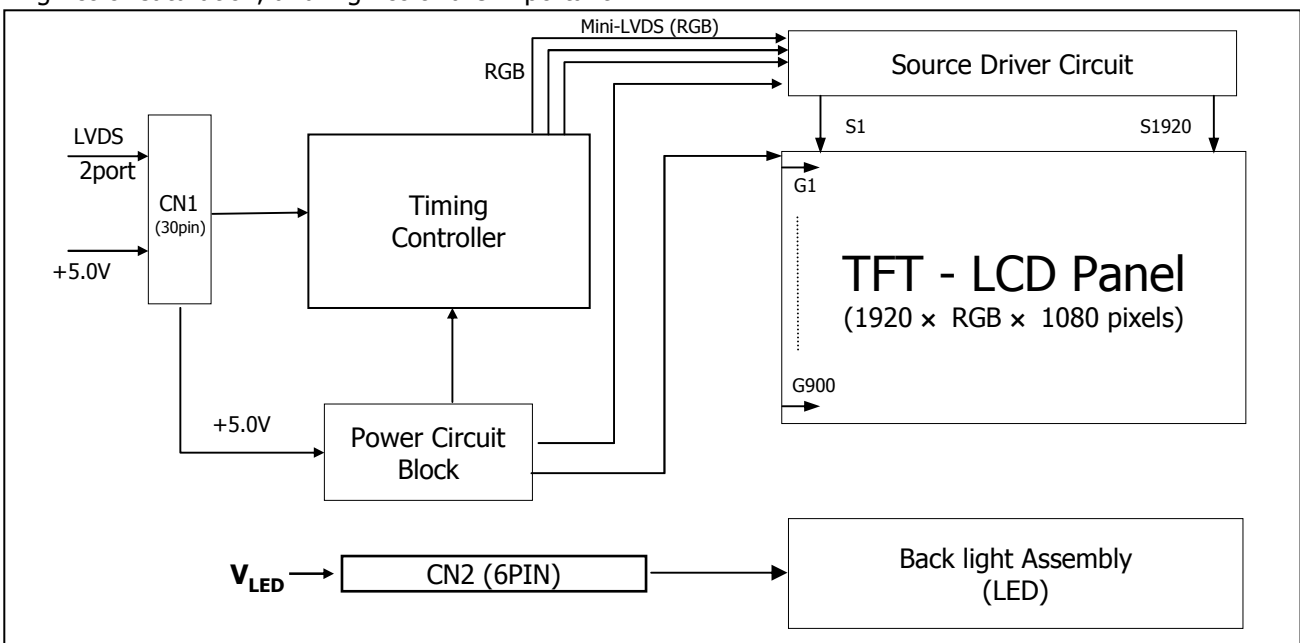 Mini-LVDS (RGB)
RGB
Source Driver Circuit
S1
S1920
LVDS
2port
CN1
(30pin)
+5.0V
Timing
Controller
G1
TFT - LCD Panel
(1920 × RGB × 1080 pixels)
G900
+5.0V
Power Circuit
Block
V_LED
CN2 (6PIN)
Back light Assembly
(LED)